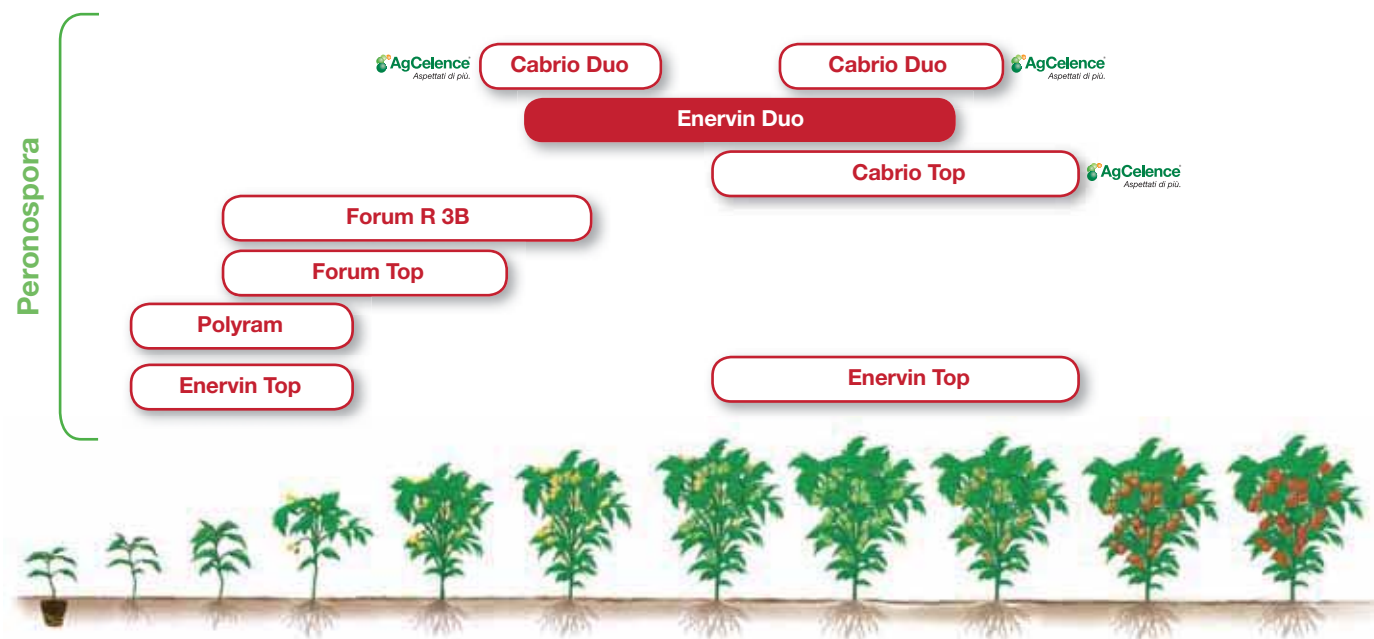 Peronospora
AgCelence®
Aspettati di più.
Cabrio Duo
Cabrio Duo
AgCelence®
Aspettati di più.
Enervin Duo
Cabrio Top
AgCelence®
Aspettati di più.
Forum R 3B
Forum Top
Polyram
Enervin Top
Enervin Top